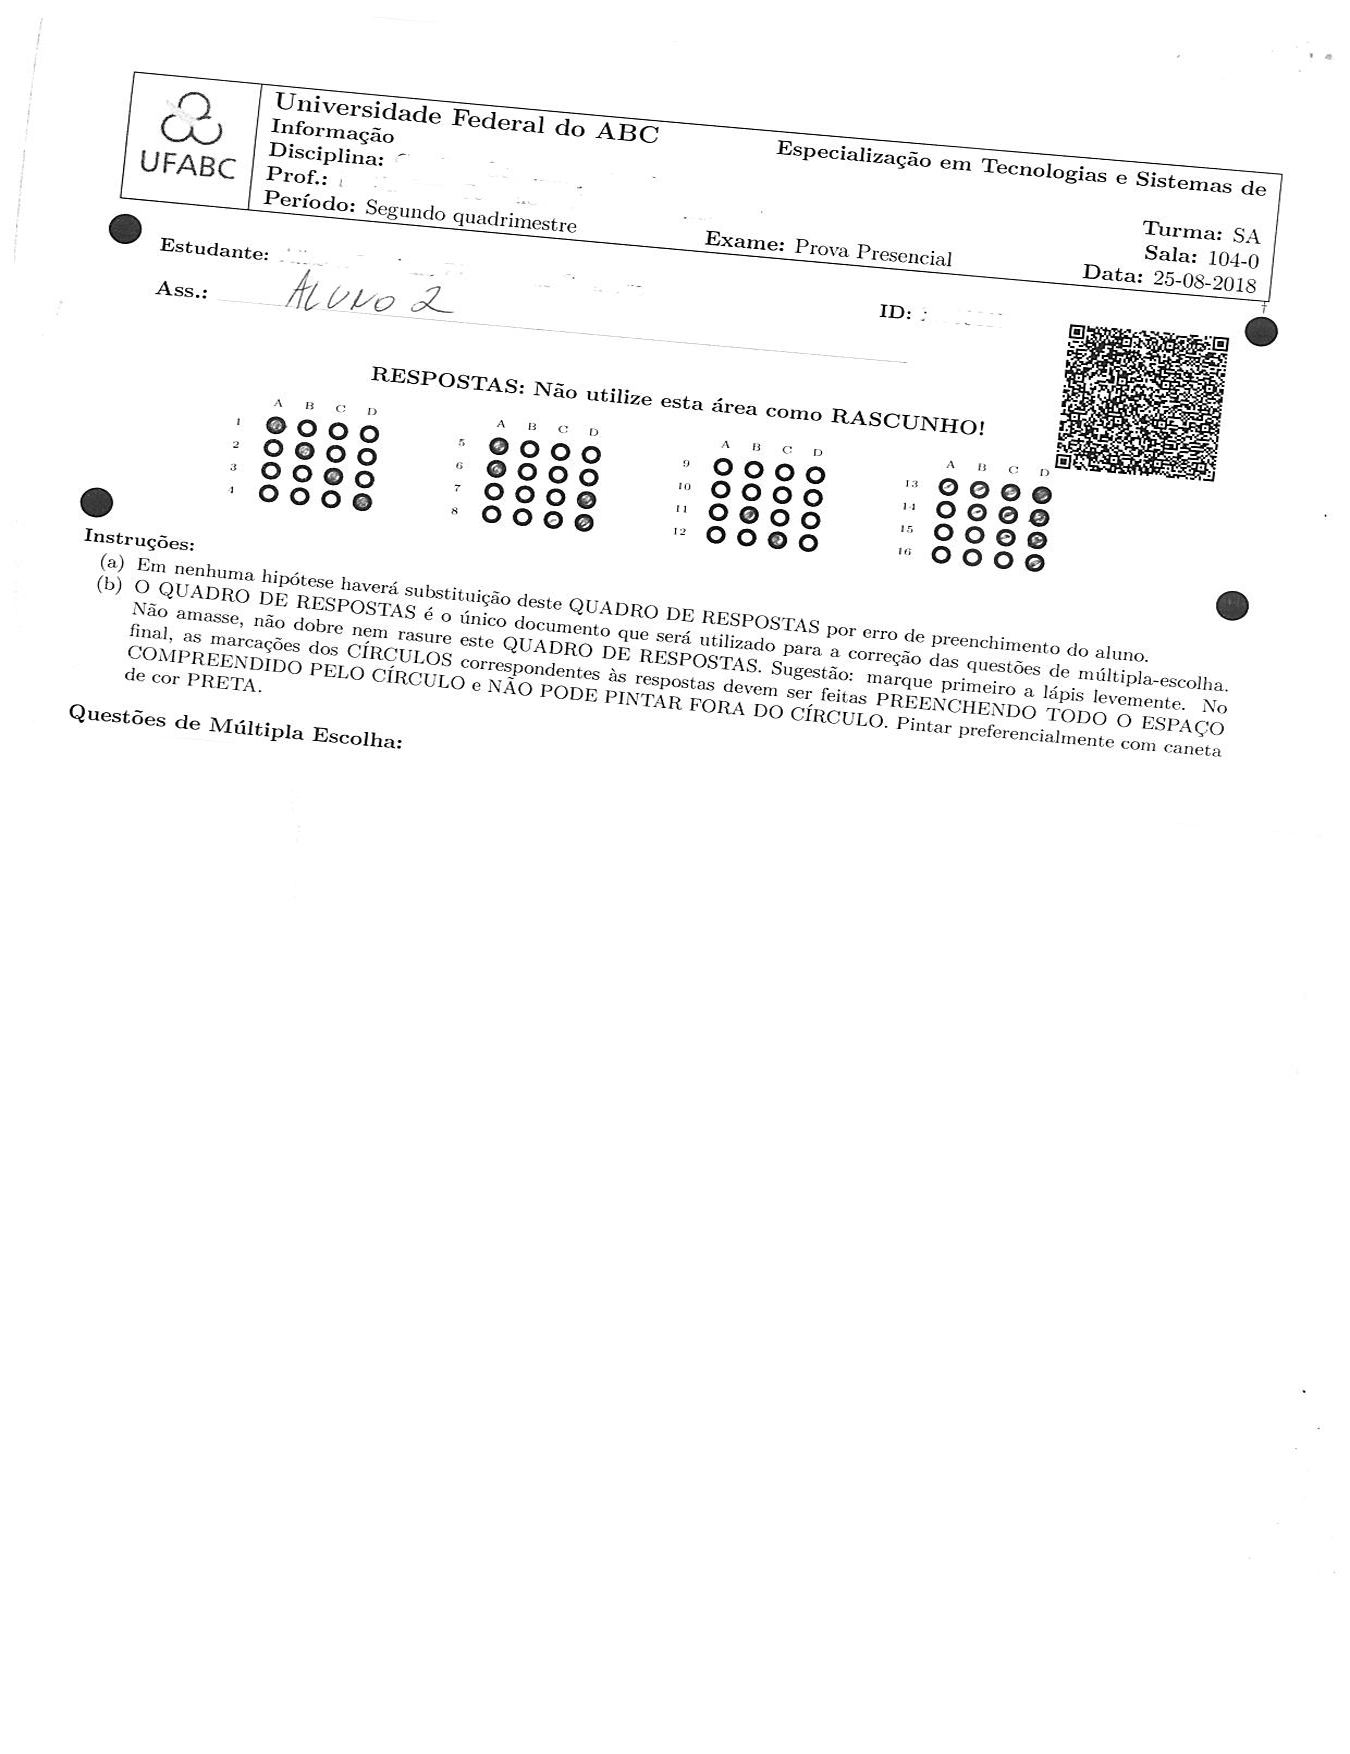 UFABC
Universidade Federal do ABC
Especialização em Tecnologias e Sistemas de
Informação
Disciplina:
Prof.:
Turma: SA
Sala: 104-0
Período: Segundo quadrimestre
Exame: Prova Presencial
Data: 25-08-2018
Estudante:
Ass.: ALUNO 2
ID:
RESPOSTAS: Não utilize esta área como RASCUNHO!
A B C D
1
2
3
4
A B C D
5
6
7
8
A B C D
9
10
11
12
A B C D
13
14
15
16
Instruções:
(a) Em nenhuma hipótese haverá substituição deste QUADRO DE RESPOSTAS por erro de preenchimento do aluno.
(b) O QUADRO DE RESPOSTAS é o único documento que será utilizado para a correção das questões de múltipla-escolha.
Não amasse, não dobre nem rasure este QUADRO DE RESPOSTAS. Sugestão: marque primeiro a lápis levemente. No
final, as marcações dos CÍRCULOS correspondentes às respostas devem ser feitas PREENCHENDO TODO O ESPAÇO
COMPREENDIDO PELO CÍRCULO e NÃO PODE PINTAR FORA DO CÍRCULO. Pintar preferencialmente com caneta
de cor PRETA.
Questões de Múltipla Escolha: